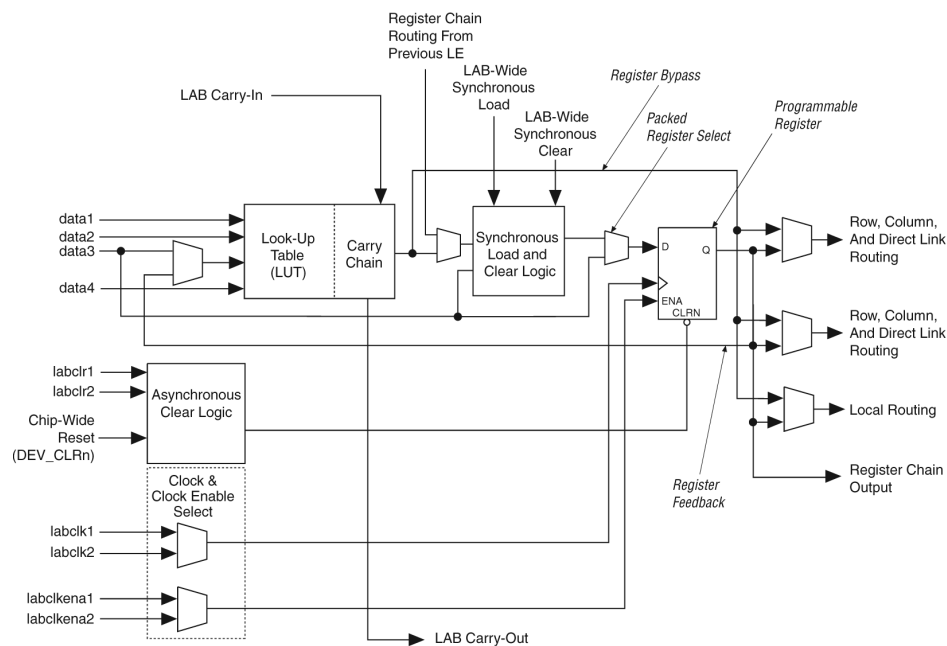 Register Chain
Routing From
Previous LE
LAB-Wide
Synchronous
Load
Register Bypass
Programmable
Register
LAB Carry-In
LAB-Wide
Synchronous
Clear
Packed
Register Select
data1
data2
data3
data4
Look-Up
Table
(LUT)
Carry
Chain
Synchronous
Load and
Clear Logic
D
Q
ENA
CLRN
Row, Column,
And Direct Link
Routing
Row, Column,
And Direct Link
Routing
labclr1
labclr2
Chip-Wide
Reset
(DEV_CLRn)
Asynchronous
Clear Logic
Local Routing
Register
Feedback
Register Chain
Output
Clock &
Clock Enable
Select
labclk1
labclk2
labclkena1
labclkena2
LAB Carry-Out